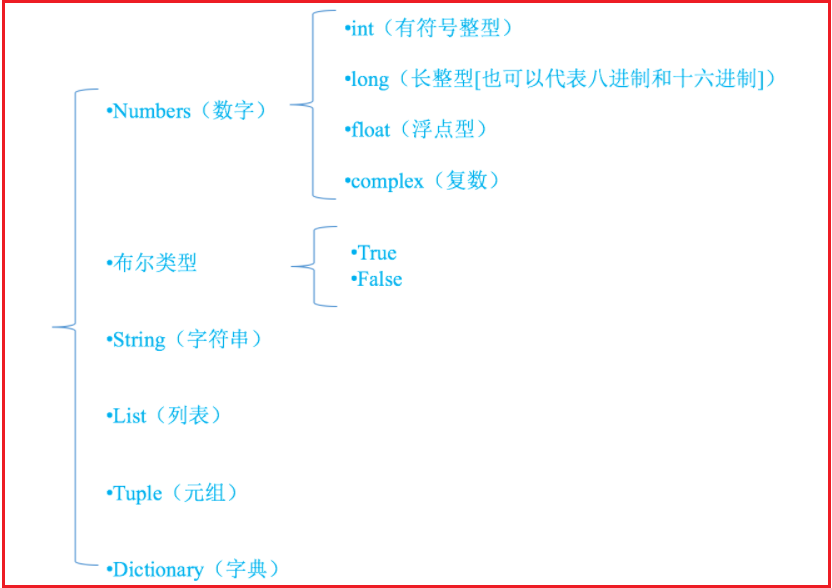 •Numbers（数字）
•int（有符号整型）
•long（长整型[也可以代表八进制和十六进制]）
•float（浮点型）
•complex（复数）
•布尔类型
•True
•False
•String（字符串）
•List（列表）
•Tuple（元组）
•Dictionary（字典）